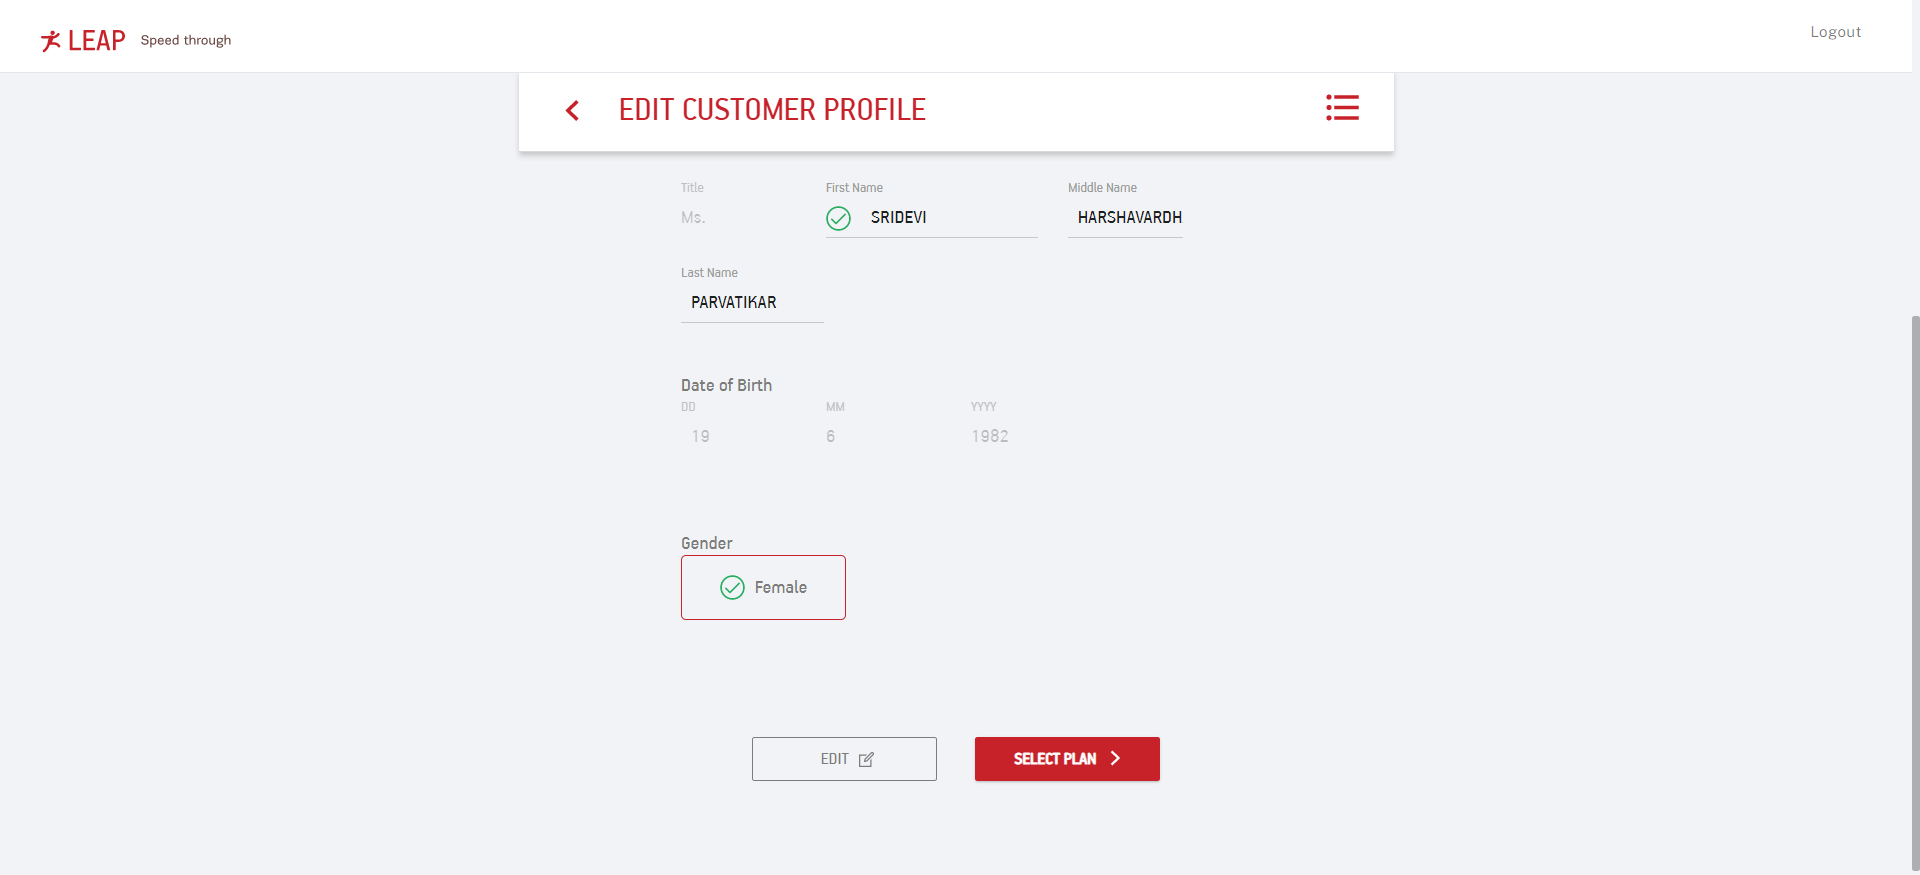 LEAP Speed through
Logout
EDIT CUSTOMER PROFILE
Title First Name Middle Name
Ms. SRIDEVI HARSHAVARDH
Last Name
PARVATIKAR
Date of Birth
DD MM YYYY
19 6 1982
Gender
Female
EDIT SELECT PLAN